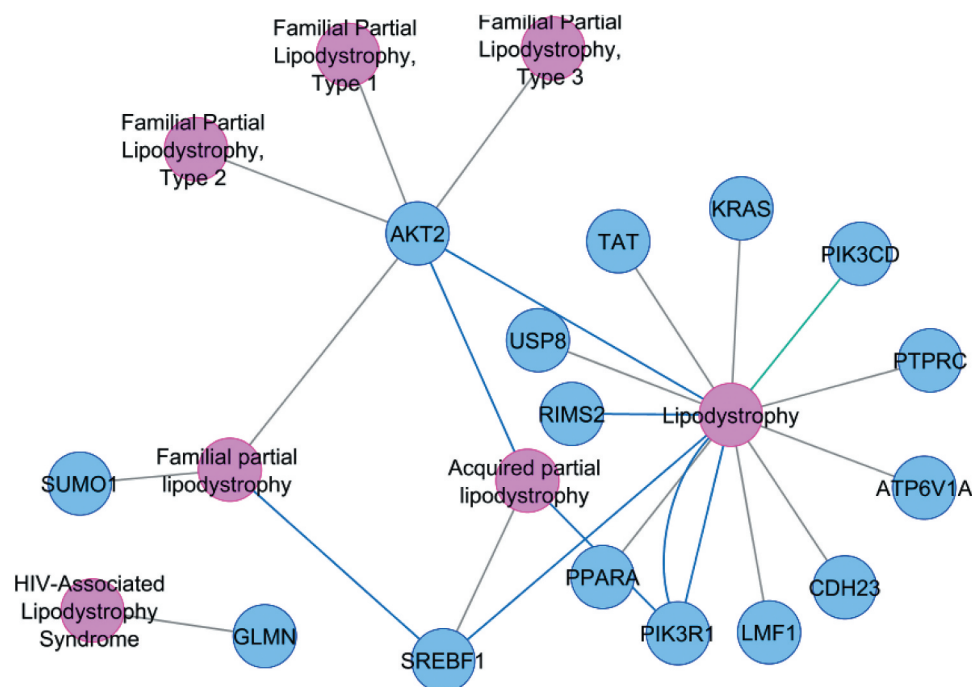 Familial Partial
Lipodystrophy,
Type 1
Familial Partial
Lipodystrophy,
Type 3
Familial Partial
Lipodystrophy,
Type 2
AKT2
TAT
KRAS
PIK3CD
USP8
PTPRC
RIMS2
Lipodystrophy
SUMO1
Familial partial
lipodystrophy
Acquired partial
lipodystrophy
ATP6V1A
HIV-Associated
Lipodystrophy
Syndrome
GLMN
SREBF1
PPARA
PIK3R1
LMF1
CDH23